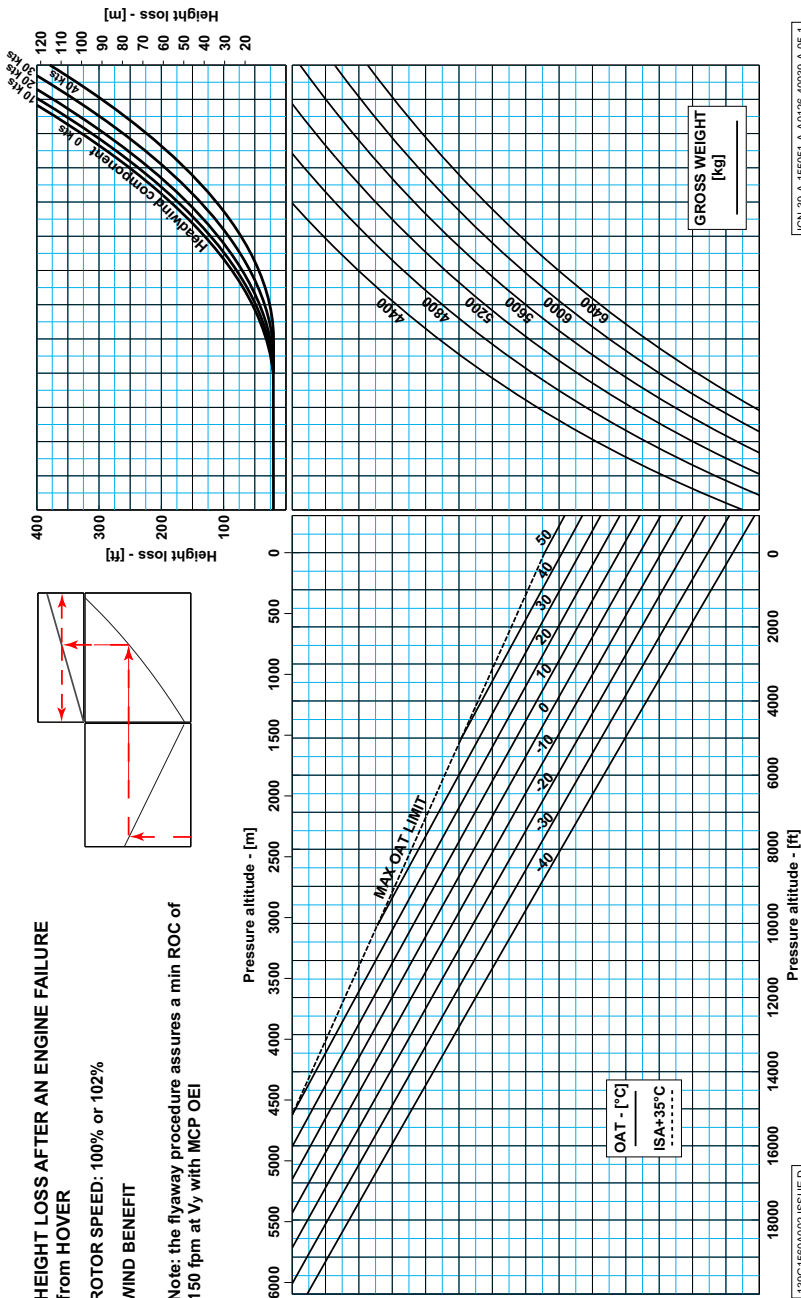 HEIGHT LOSS AFTER AN ENGINE FAILURE
from HOVER
ROTOR SPEED: 100% or 102%
WIND BENEFIT
Note: the flyaway procedure assures a min ROC of
150 fpm at Vy with MCP OEI
Height loss - [m]
120 110 100 90 80 70 60 50 40 30 20
Height loss - [ft]
400 300 200 100
0 kts
10 kts
20 kts
30 kts
40 kts
Headwind component
Pressure altitude - [m]
6000 5500 5000 4500 4000 3500 3000 2500 2000 1500 1000 500 0
MAX OAT LIMIT
50
40
30
20
10
0
-10
-20
-30
-40
OAT - [°C]
ISA+35°C
18000 16000 14000 12000 10000 8000 6000 4000 2000 0
Pressure altitude - [ft]
4400
4800
5200
5600
6000
6400
GROSS WEIGHT
[kg]